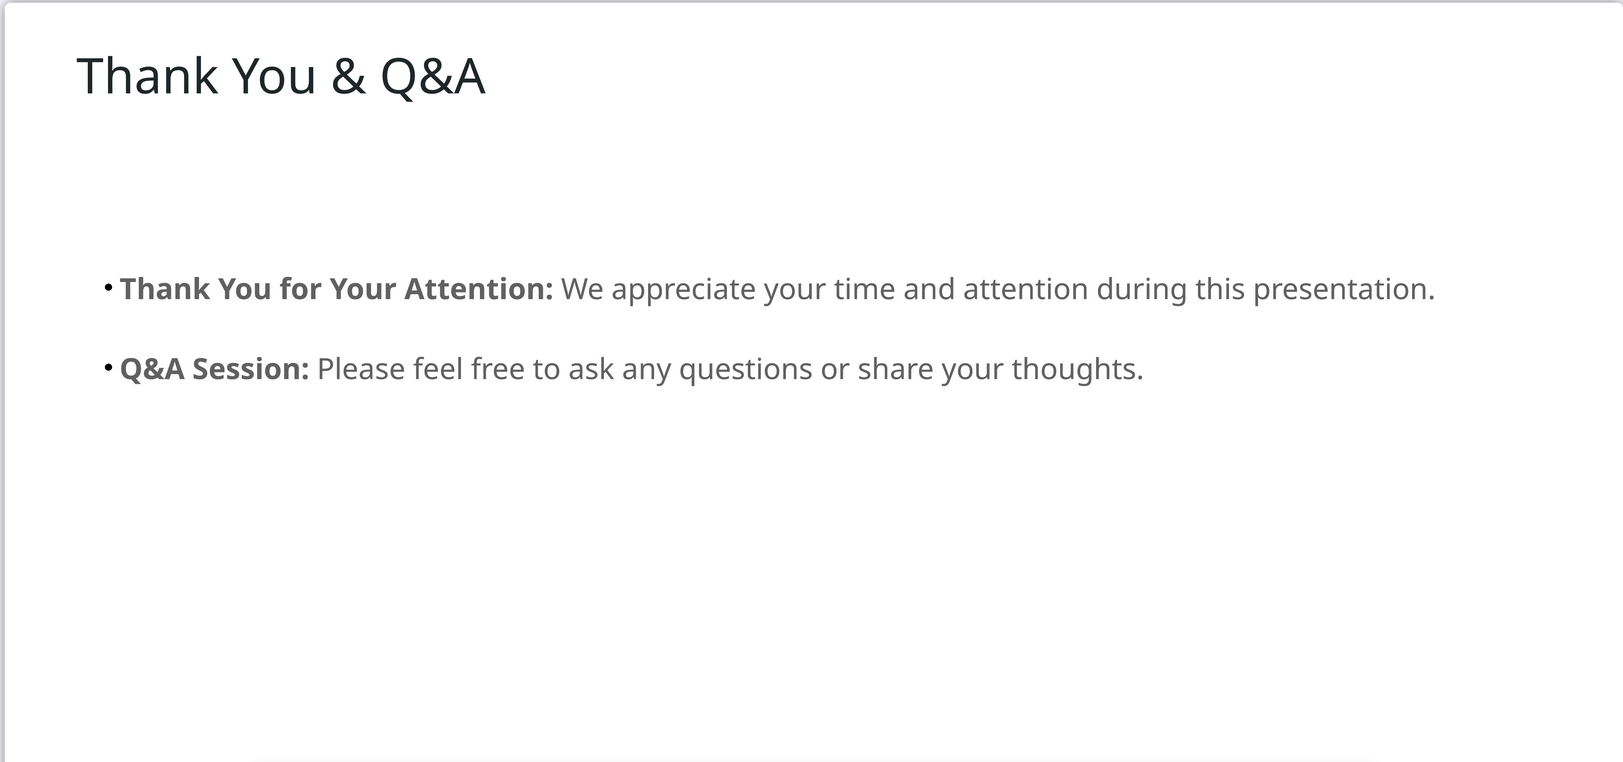 Thank You & Q&A
• Thank You for Your Attention: We appreciate your time and attention during this presentation.
• Q&A Session: Please feel free to ask any questions or share your thoughts.